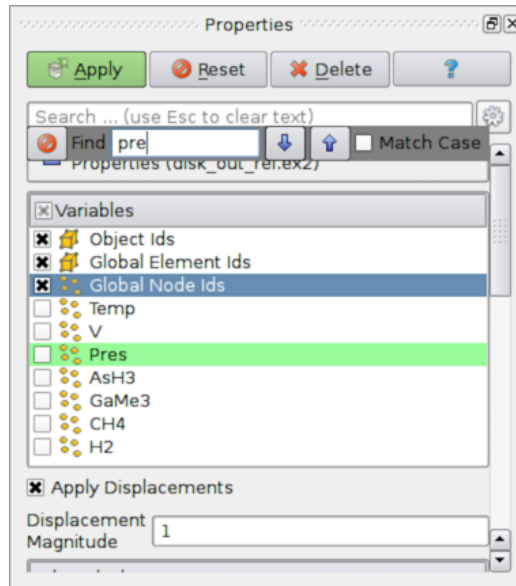 Properties
Apply Reset Delete ?
Search ... (use Esc to clear text)
Find pre Match Case
Properties (disk_out_ref.ex2)
Variables
Object Ids
Global Element Ids
Global Node Ids
Temp
V
Pres
AsH3
GaMe3
CH4
H2
Apply Displacements
Displacement
Magnitude
1